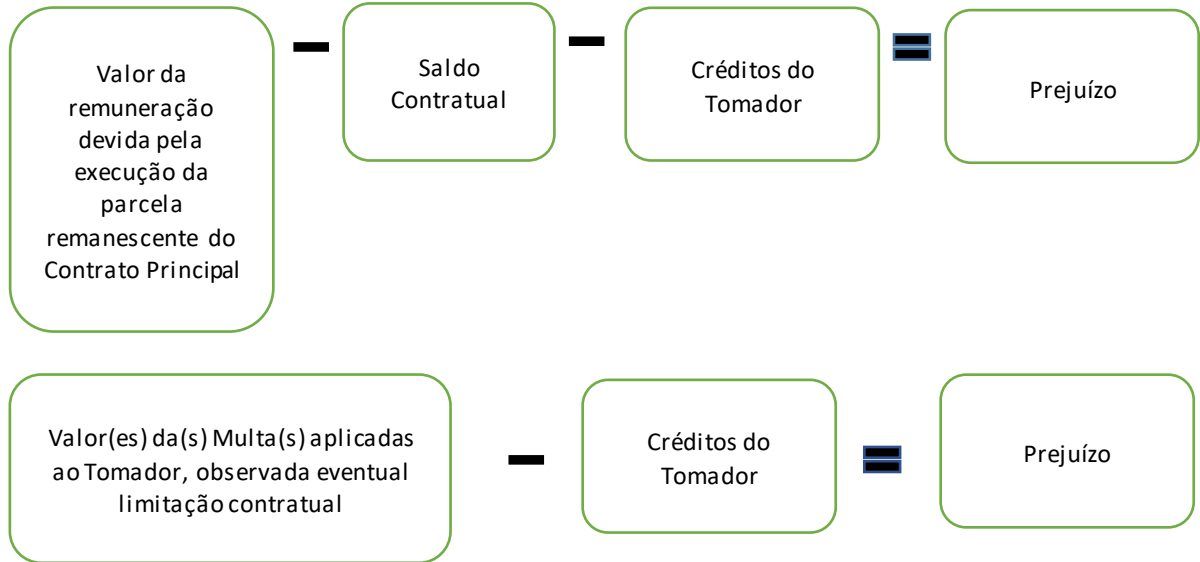 Valor da
remuneração
devida pela
execução da
parcela
remanescente do
Contrato Principal
−
Saldo
Contratual
−
Créditos do
Tomador
=
Prejuízo
Valor(es) da(s) Multa(s) aplicadas
ao Tomador, observada eventual
limitação contratual
−
Créditos do
Tomador
=
Prejuízo